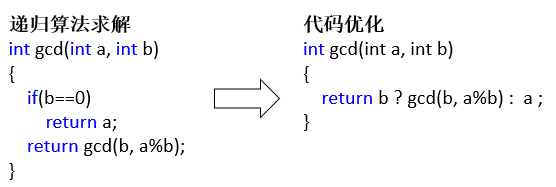 递归算法求解
int gcd(int a, int b)
{
if(b==0)
return a;
return gcd(b, a%b);
}
代码优化
int gcd(int a, int b)
{
return b ? gcd(b, a%b) : a ;
}